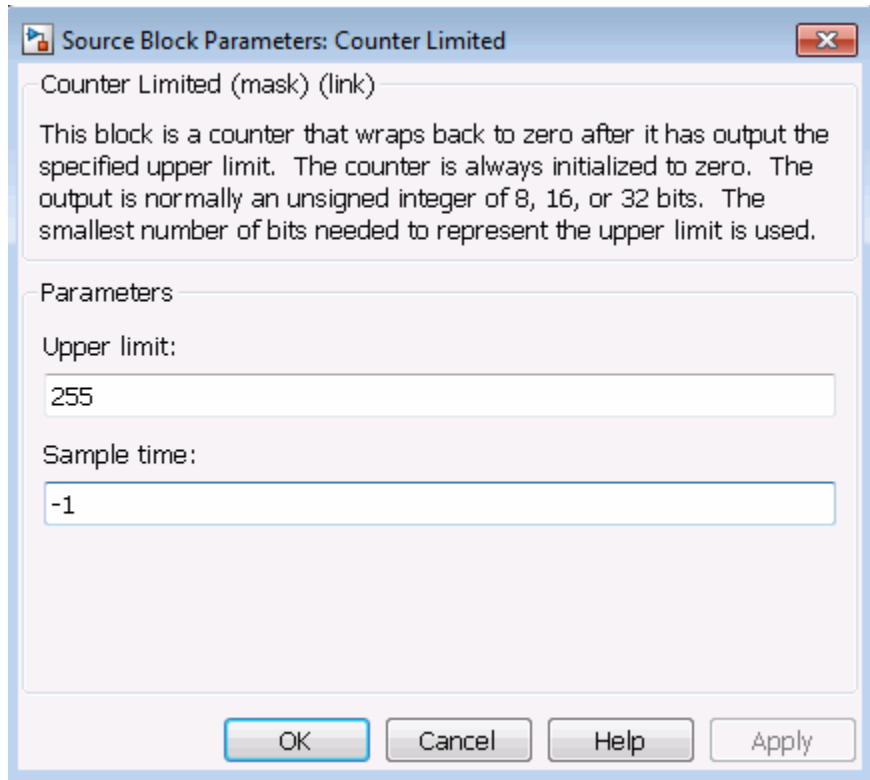 Source Block Parameters: Counter Limited
Counter Limited (mask) (link)
This block is a counter that wraps back to zero after it has output the
specified upper limit.  The counter is always initialized to zero.  The
output is normally an unsigned integer of 8, 16, or 32 bits.  The
smallest number of bits needed to represent the upper limit is used.
Parameters
Upper limit:
255
Sample time:
-1
OK Cancel Help Apply